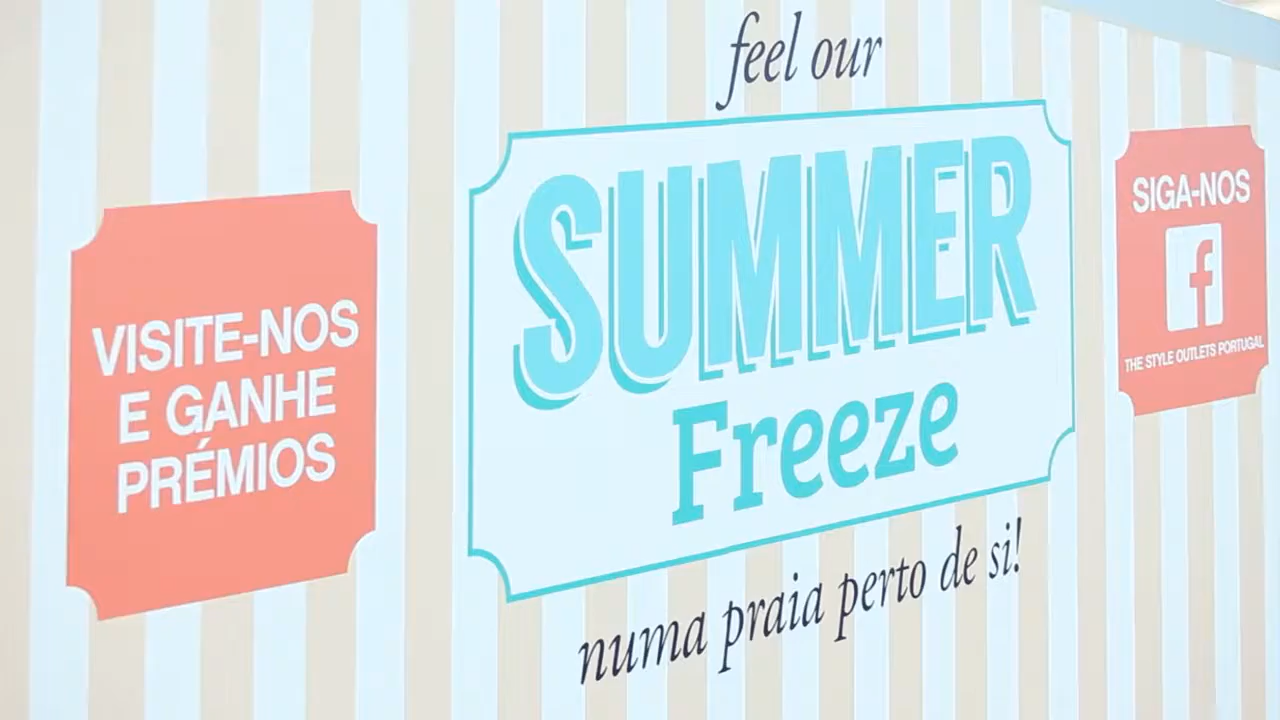 feel our
SUMMER
Freeze
numa praia perto de si!
VISITE-NOS
E GANHE
PRÉMIOS
SIGA-NOS
f
THE STYLE OUTLETS PORTUGAL